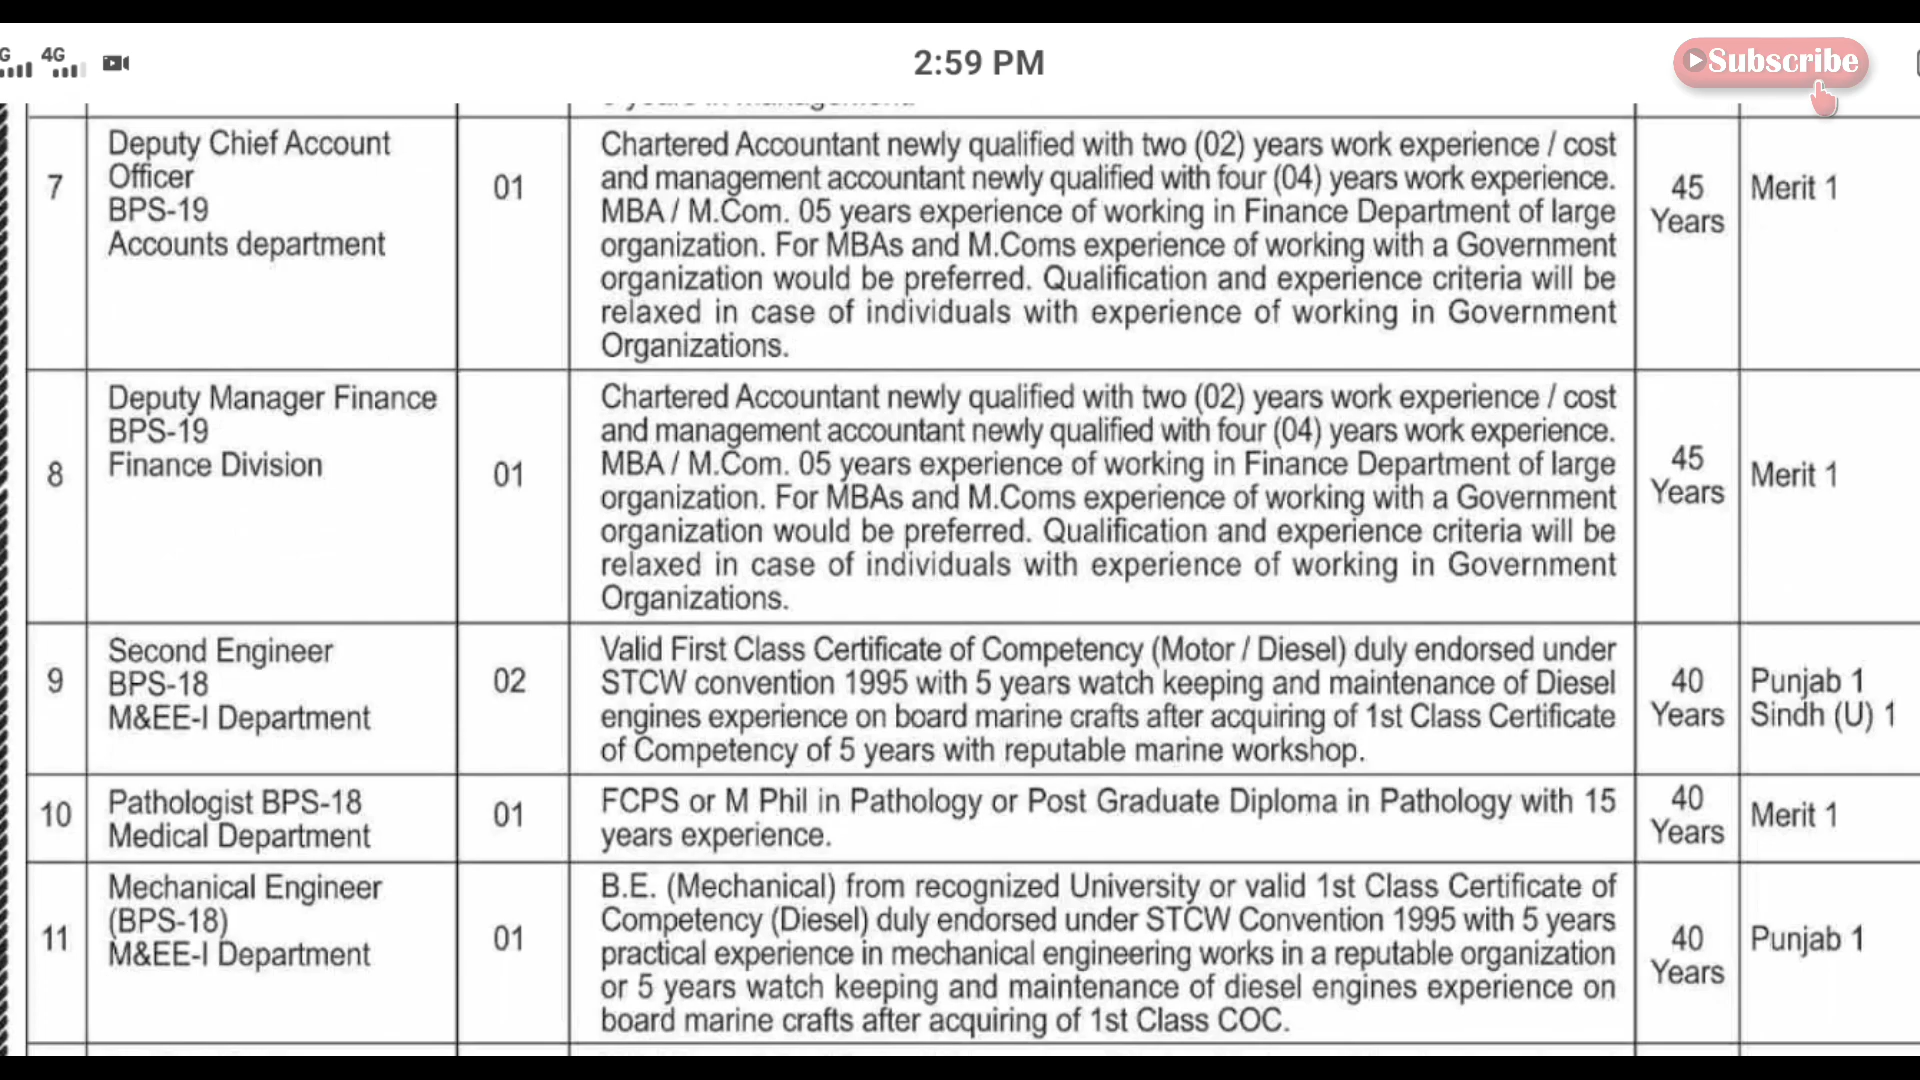 G 4G
2:59 PM
Subscribe
7
Deputy Chief Account
Officer
BPS-19
Accounts department
01
Chartered Accountant newly qualified with two (02) years work experience / cost
and management accountant newly qualified with four (04) years work experience.
MBA / M.Com. 05 years experience of working in Finance Department of large
organization. For MBAs and M.Coms experience of working with a Government
organization would be preferred. Qualification and experience criteria will be
relaxed in case of individuals with experience of working in Government
Organizations.
45
Years
Merit 1
8
Deputy Manager Finance
BPS-19
Finance Division
01
Chartered Accountant newly qualified with two (02) years work experience / cost
and management accountant newly qualified with four (04) years work experience.
MBA / M.Com. 05 years experience of working in Finance Department of large
organization. For MBAs and M.Coms experience of working with a Government
organization would be preferred. Qualification and experience criteria will be
relaxed in case of individuals with experience of working in Government
Organizations.
45
Years
Merit 1
9
Second Engineer
BPS-18
M&EE-I Department
02
Valid First Class Certificate of Competency (Motor / Diesel) duly endorsed under
STCW convention 1995 with 5 years watch keeping and maintenance of Diesel
engines experience on board marine crafts after acquiring of 1st Class Certificate
of Competency of 5 years with reputable marine workshop.
40
Years
Punjab 1
Sindh (U) 1
10
Pathologist BPS-18
Medical Department
01
FCPS or M Phil in Pathology or Post Graduate Diploma in Pathology with 15
years experience.
40
Years
Merit 1
11
Mechanical Engineer
(BPS-18)
M&EE-I Department
01
B.E. (Mechanical) from recognized University or valid 1st Class Certificate of
Competency (Diesel) duly endorsed under STCW Convention 1995 with 5 years
practical experience in mechanical engineering works in a reputable organization
or 5 years watch keeping and maintenance of diesel engines experience on
board marine crafts after acquiring of 1st Class COC.
40
Years
Punjab 1